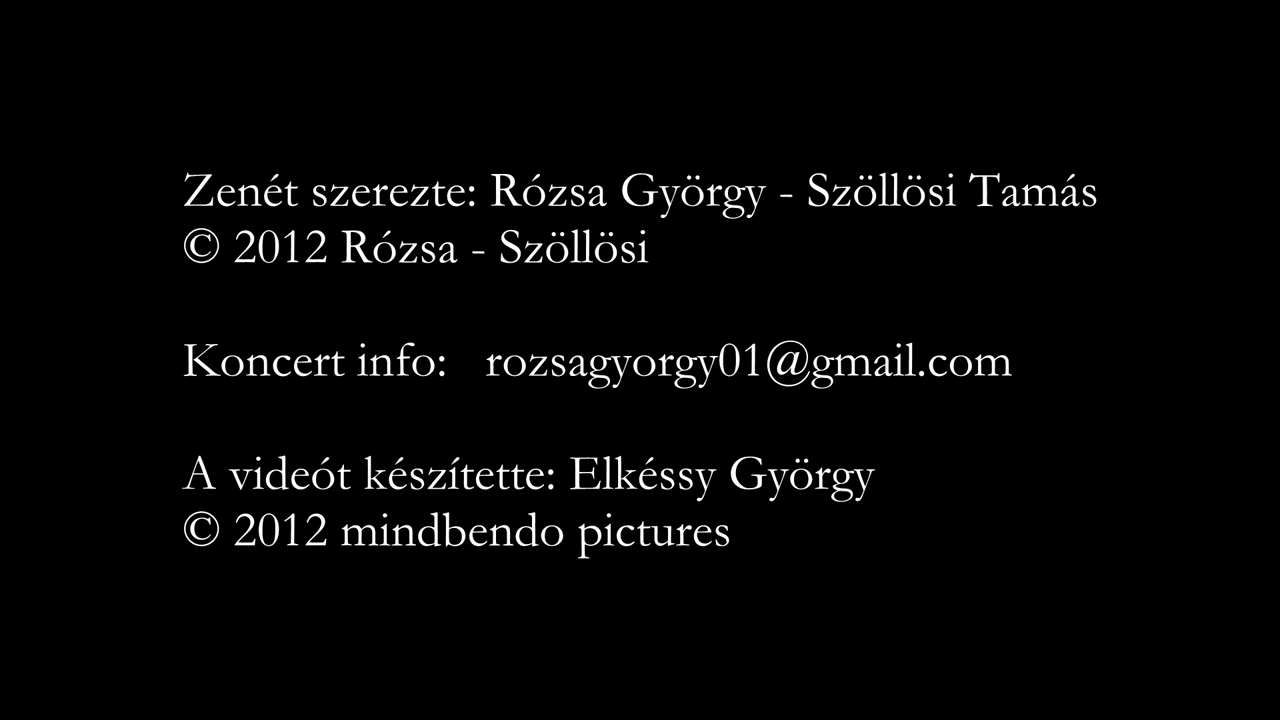 Zenét szerezte: Rózsa György - Szöllösi Tamás
© 2012 Rózsa - Szöllösi
Koncert info: rozsagyorgy01@gmail.com
A videót készítette: Elkéssy György
© 2012 mindbendo pictures